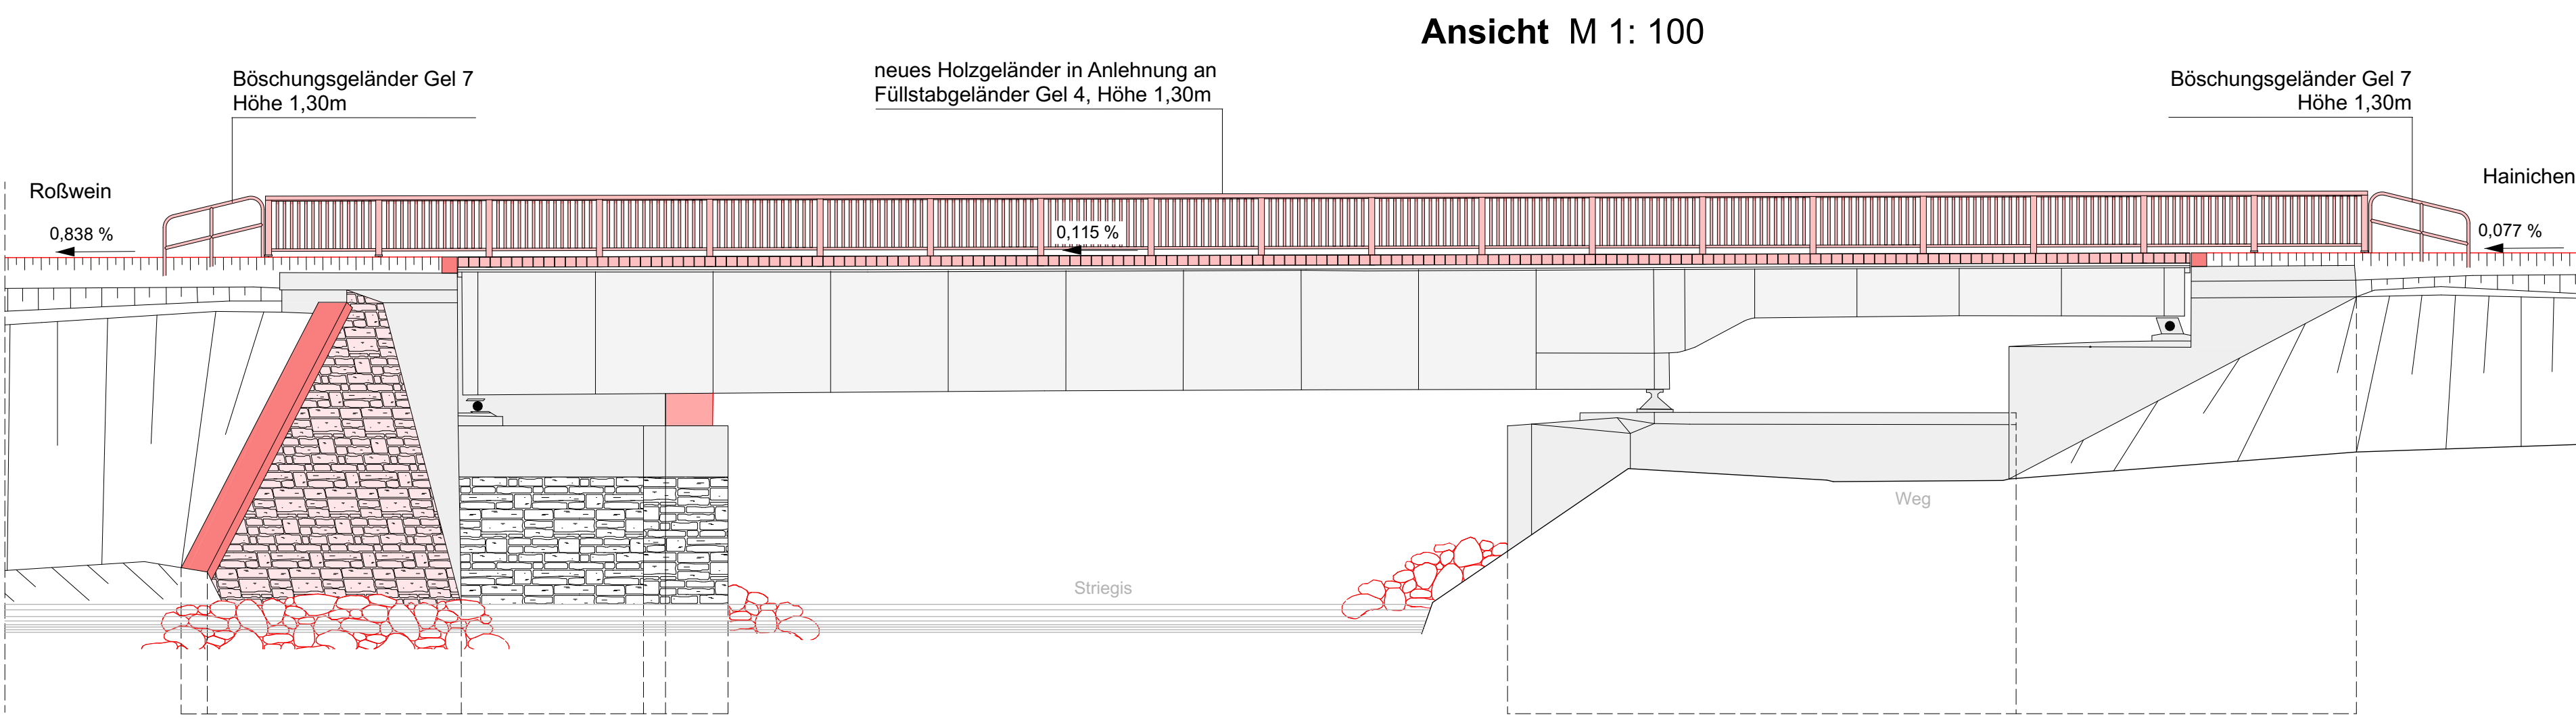 Ansicht M 1: 100
Böschungsgeländer Gel 7
Höhe 1,30m
neues Holzgeländer in Anlehnung an
Füllstabgeländer Gel 4, Höhe 1,30m
Böschungsgeländer Gel 7
Höhe 1,30m
Roßwein
Hainichen
0,838 %
0,115 %
0,077 %
Weg
Striegis